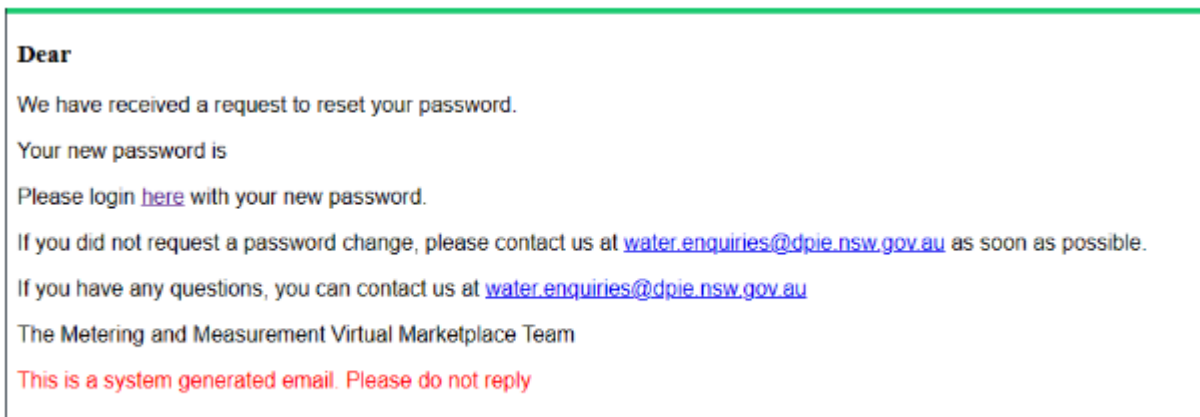 Dear
We have received a request to reset your password.
Your new password is
Please login here with your new password.
If you did not request a password change, please contact us at water.enquiries@dpie.nsw.gov.au as soon as possible.
If you have any questions, you can contact us at water.enquiries@dpie.nsw.gov.au
The Metering and Measurement Virtual Marketplace Team
This is a system generated email. Please do not reply